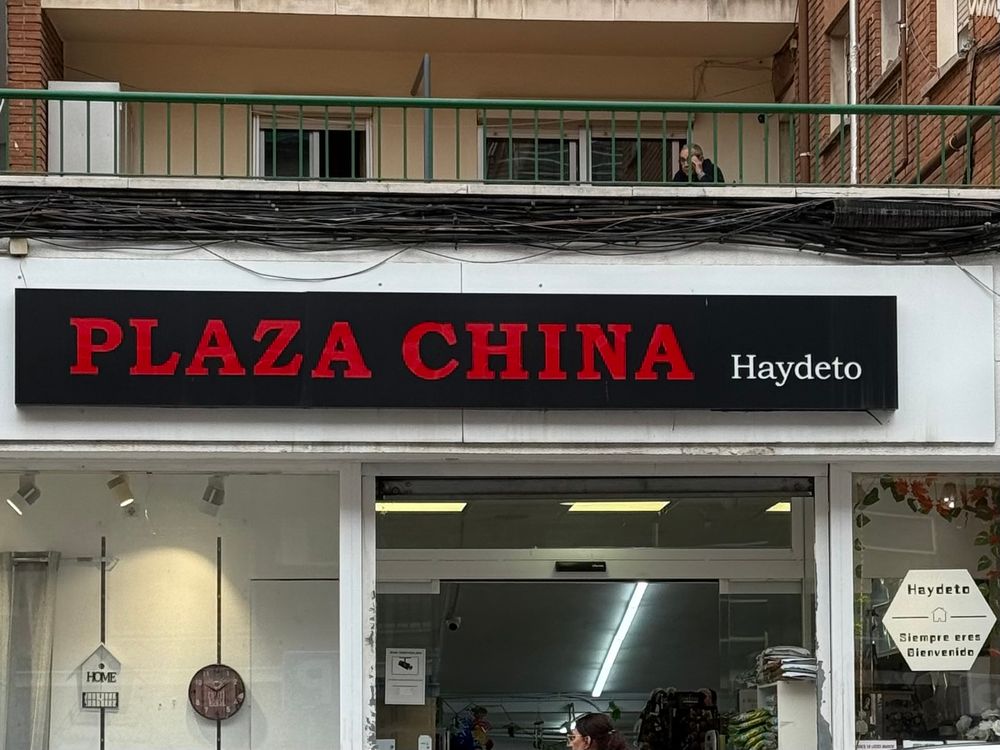 PLAZA CHINA Haydeto
HOME
Haydeto
Siempre eres
Bienvenido